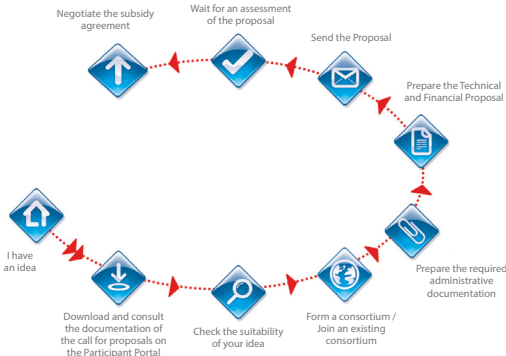 Negotiate the subsidy
agreement
Wait for an assessment
of the proposal
Send the Proposal
Prepare the Technical
and Financial Proposal
I have
an idea
Download and consult
the documentation of
the call for proposals on
the Participant Portal
Check the suitability
of your idea
Form a consortium /
Join an existing
consortium
Prepare the required
administrative
documentation